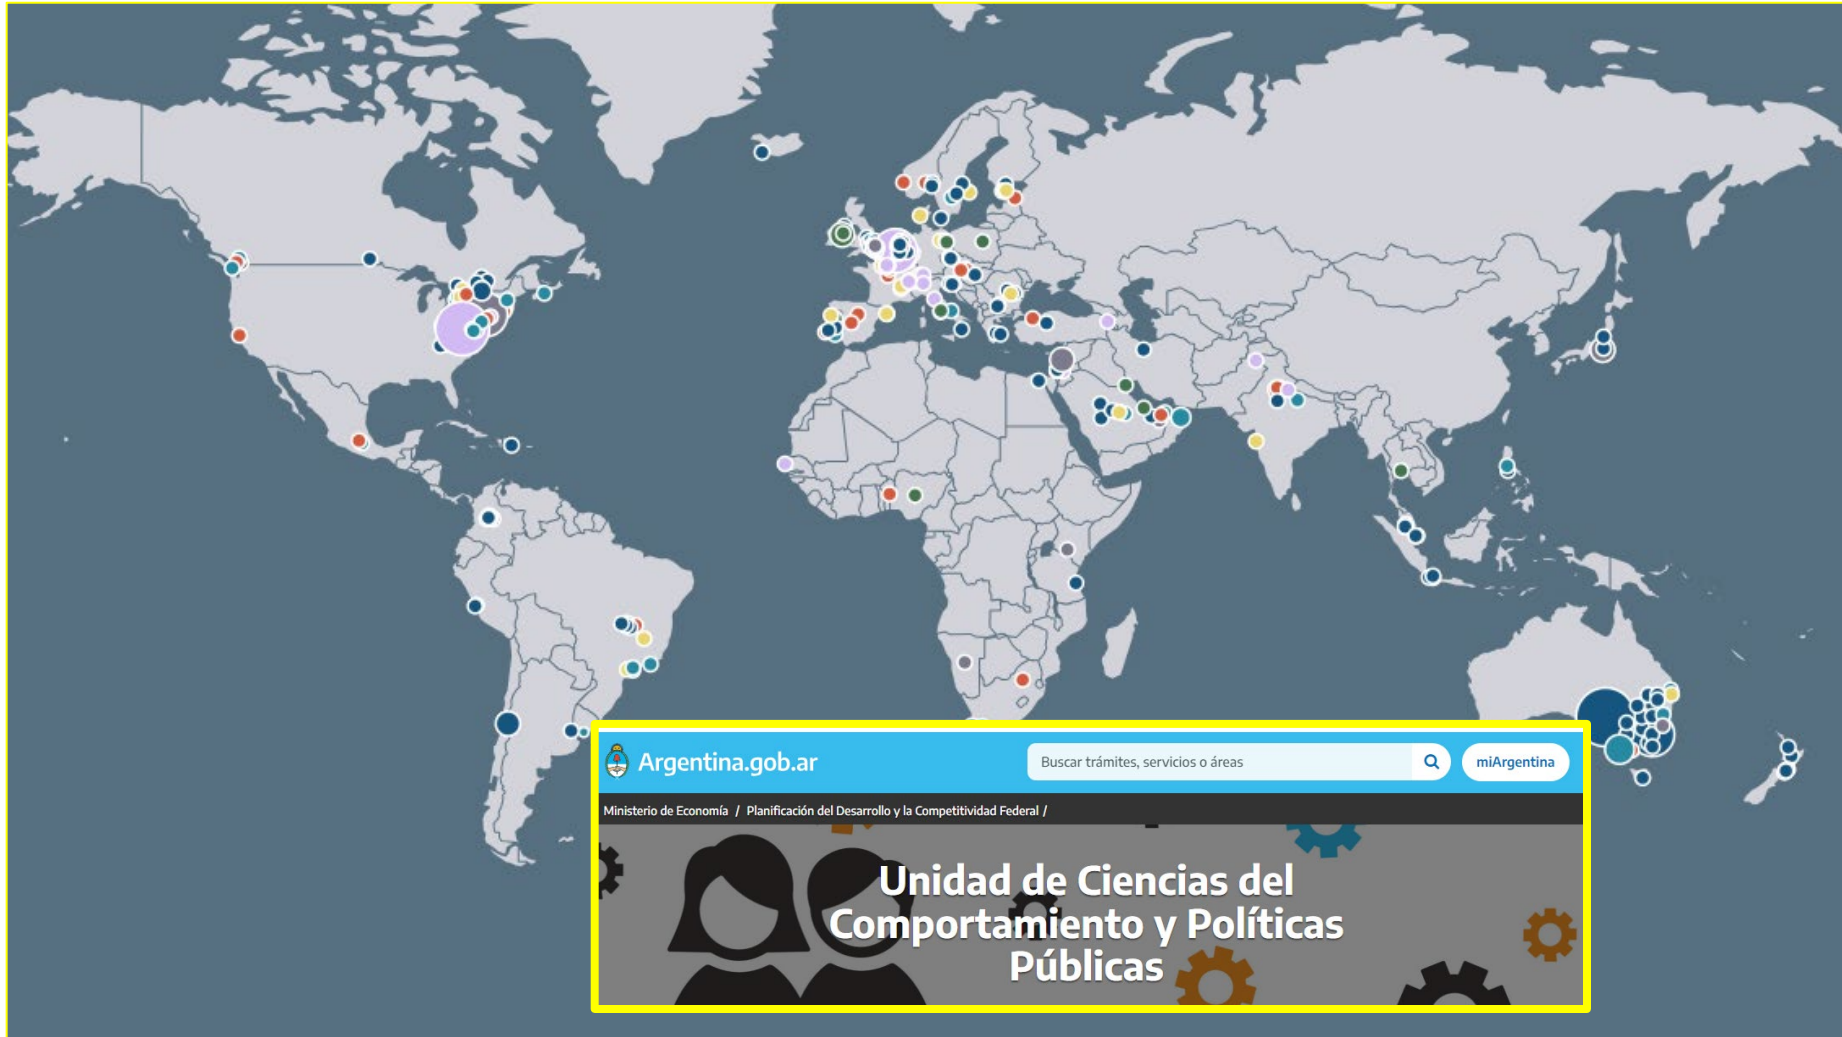 Argentina.gob.ar
Buscar trámites, servicios o áreas
miArgentina
Ministerio de Economía / Planificación del Desarrollo y la Competitividad Federal /
Unidad de Ciencias del
Comportamiento y Políticas
Públicas